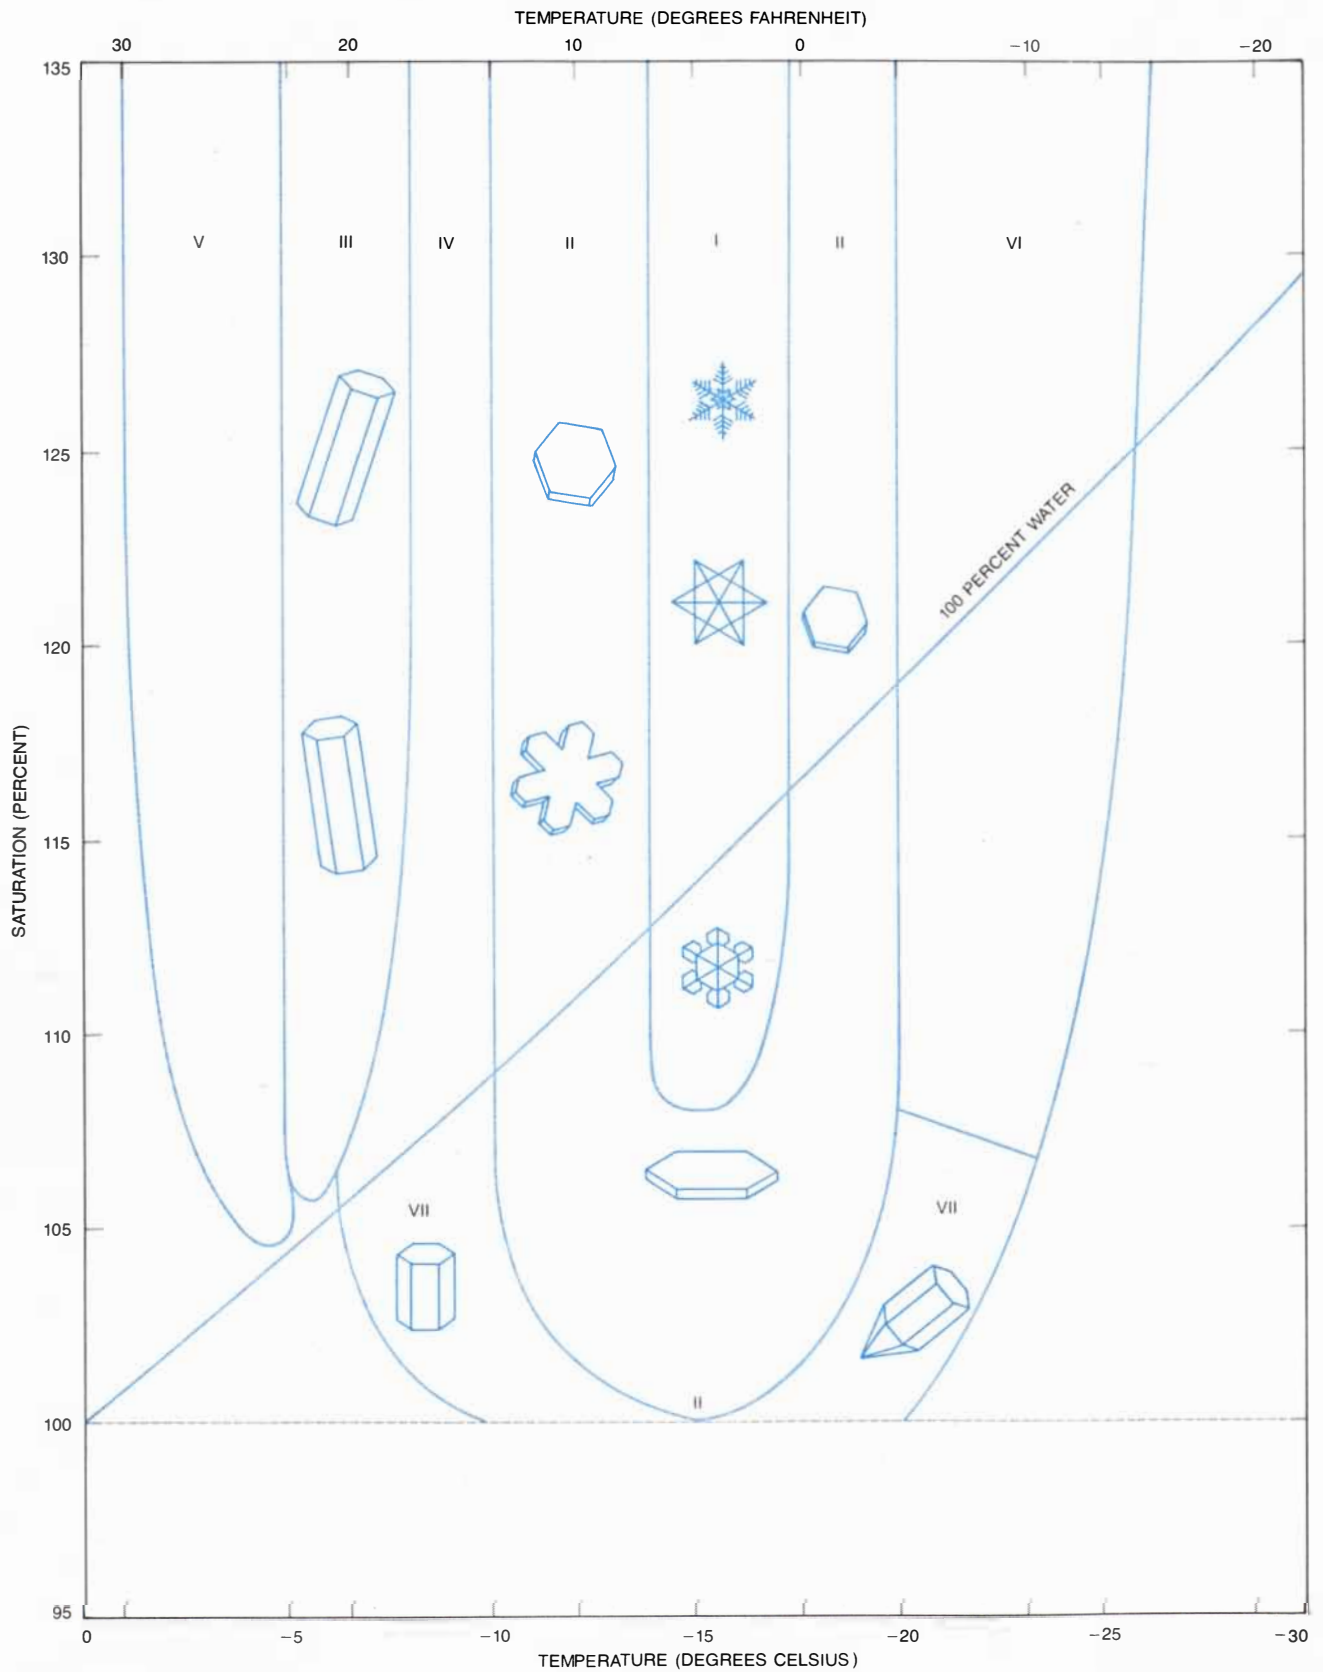 TEMPERATURE (DEGREES FAHRENHEIT)
30 20 10 0 −10 −20
135
V III IV II I II VI
130
125
100 PERCENT WATER
120
SATURATION (PERCENT)
115
110
VII VII
105
II
100
95
0 −5 −10 −15 −20 −25 −30
TEMPERATURE (DEGREES CELSIUS)